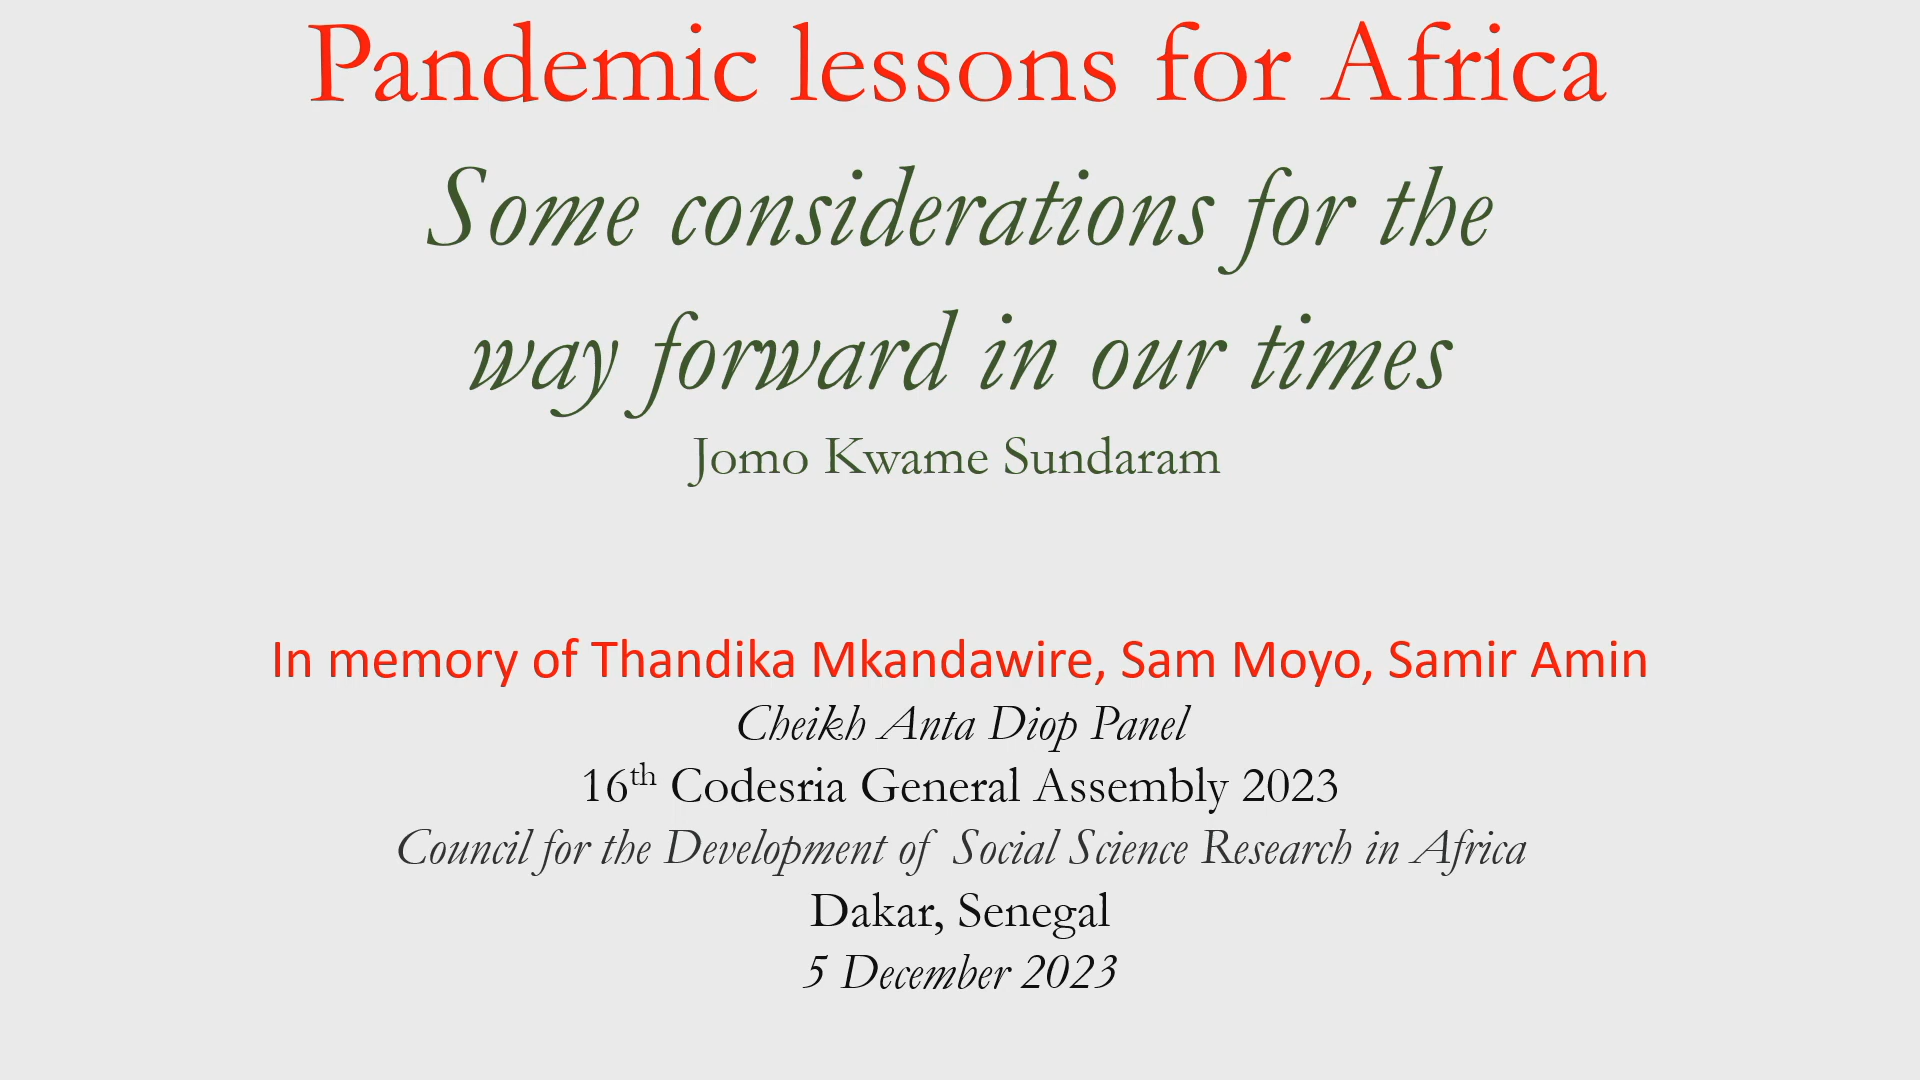 Pandemic lessons for Africa
Some considerations for the
way forward in our times
Jomo Kwame Sundaram
In memory of Thandika Mkandawire, Sam Moyo, Samir Amin
Cheikh Anta Diop Panel
16th Codesria General Assembly 2023
Council for the Development of Social Science Research in Africa
Dakar, Senegal
5 December 2023